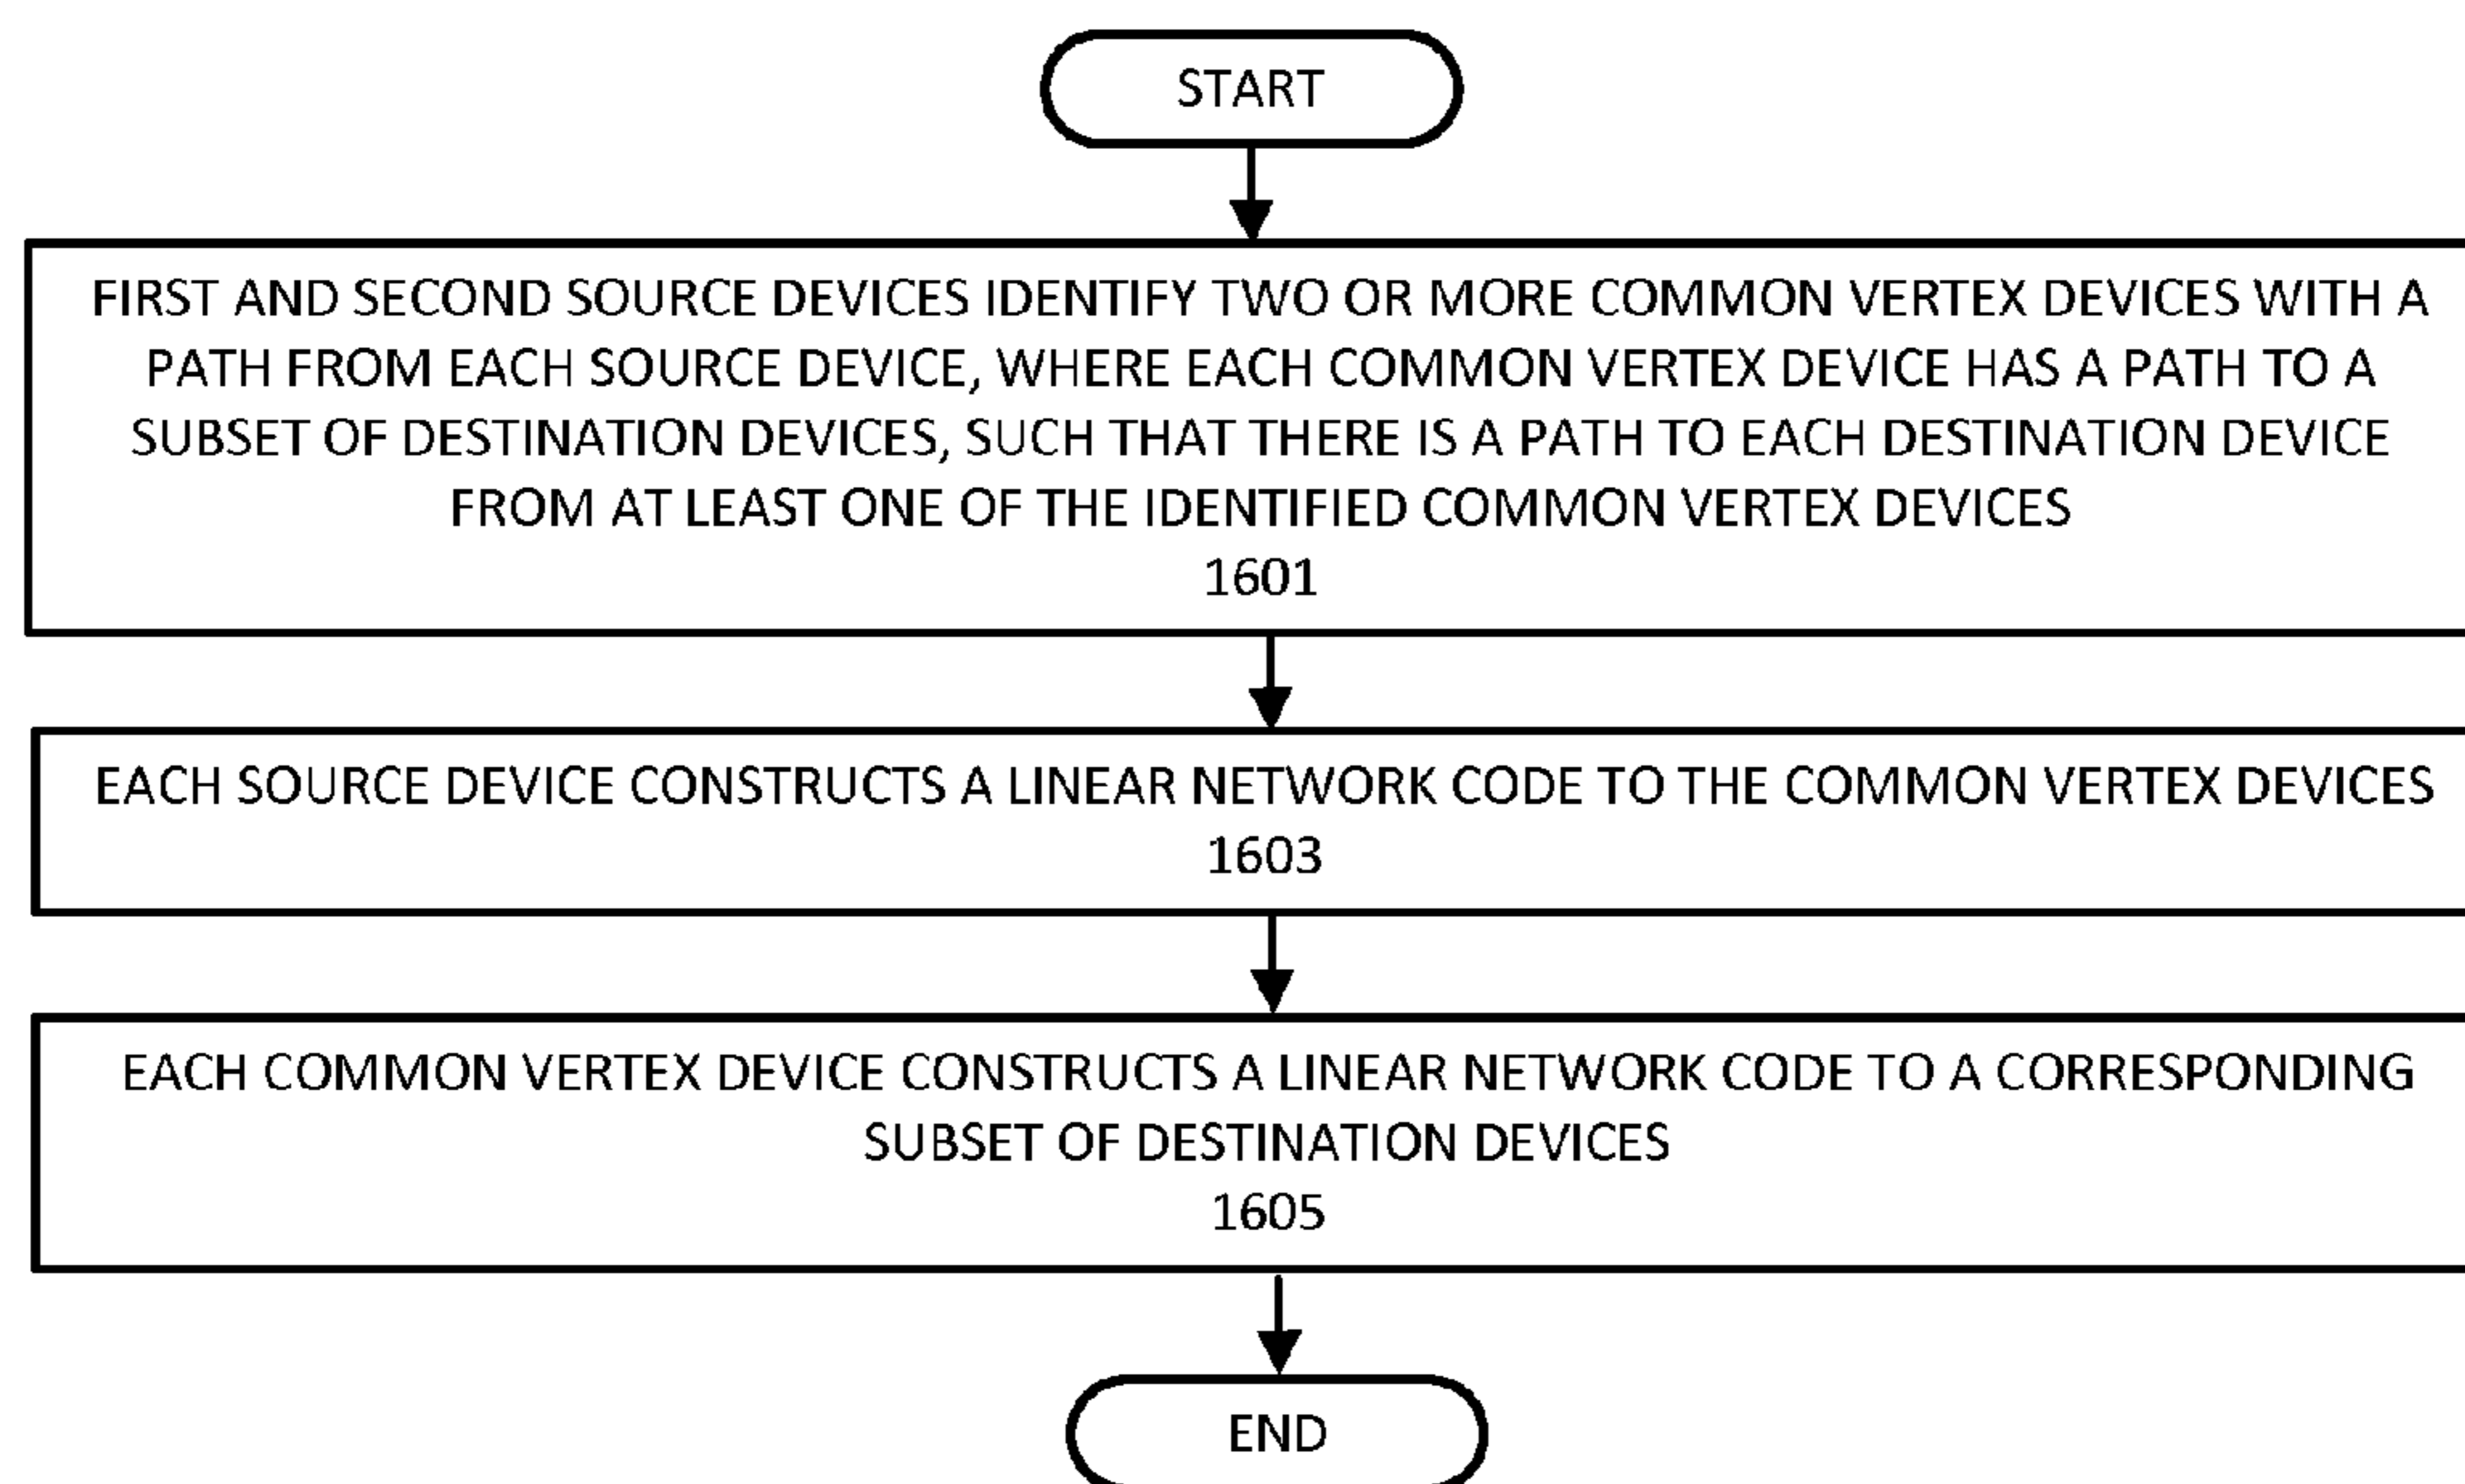 START
FIRST AND SECOND SOURCE DEVICES IDENTIFY TWO OR MORE COMMON VERTEX DEVICES WITH A
PATH FROM EACH SOURCE DEVICE, WHERE EACH COMMON VERTEX DEVICE HAS A PATH TO A
SUBSET OF DESTINATION DEVICES, SUCH THAT THERE IS A PATH TO EACH DESTINATION DEVICE
FROM AT LEAST ONE OF THE IDENTIFIED COMMON VERTEX DEVICES
1601
EACH SOURCE DEVICE CONSTRUCTS A LINEAR NETWORK CODE TO THE COMMON VERTEX DEVICES
1603
EACH COMMON VERTEX DEVICE CONSTRUCTS A LINEAR NETWORK CODE TO A CORRESPONDING
SUBSET OF DESTINATION DEVICES
1605
END